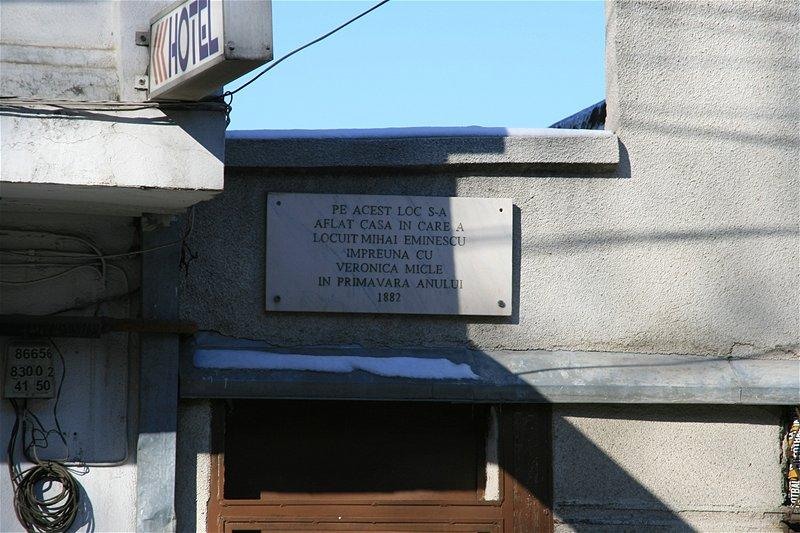 HOTEL
PE ACEST LOC S-A
AFLAT CASA IN CARE A
LOCUIT MIHAI EMINESCU
IMPREUNA CU
VERONICA MICLE
IN PRIMAVARA ANULUI
1882
86656
830 0 2
41 50